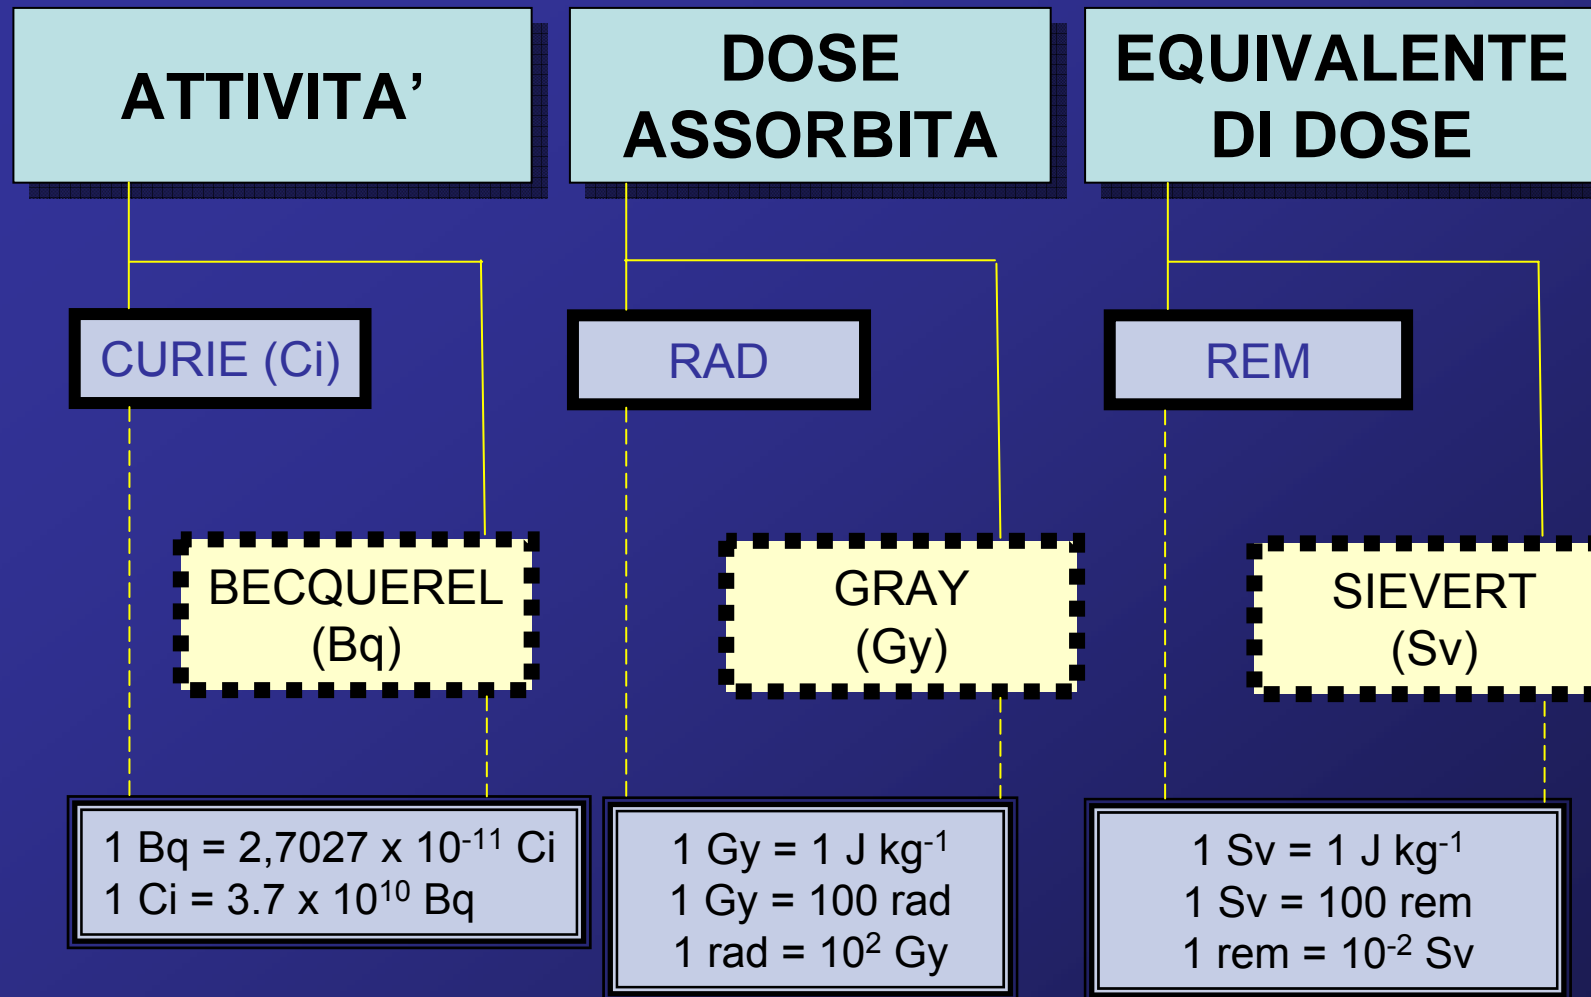 ATTIVITA’
DOSE
ASSORBITA
EQUIVALENTE
DI DOSE
CURIE (Ci)
RAD
REM
BECQUEREL
(Bq)
GRAY
(Gy)
SIEVERT
(Sv)
1 Bq = 2,7027 x 10⁻¹¹ Ci
1 Ci = 3.7 x 10¹⁰ Bq
1 Gy = 1 J kg⁻¹
1 Gy = 100 rad
1 rad = 10² Gy
1 Sv = 1 J kg⁻¹
1 Sv = 100 rem
1 rem = 10⁻² Sv